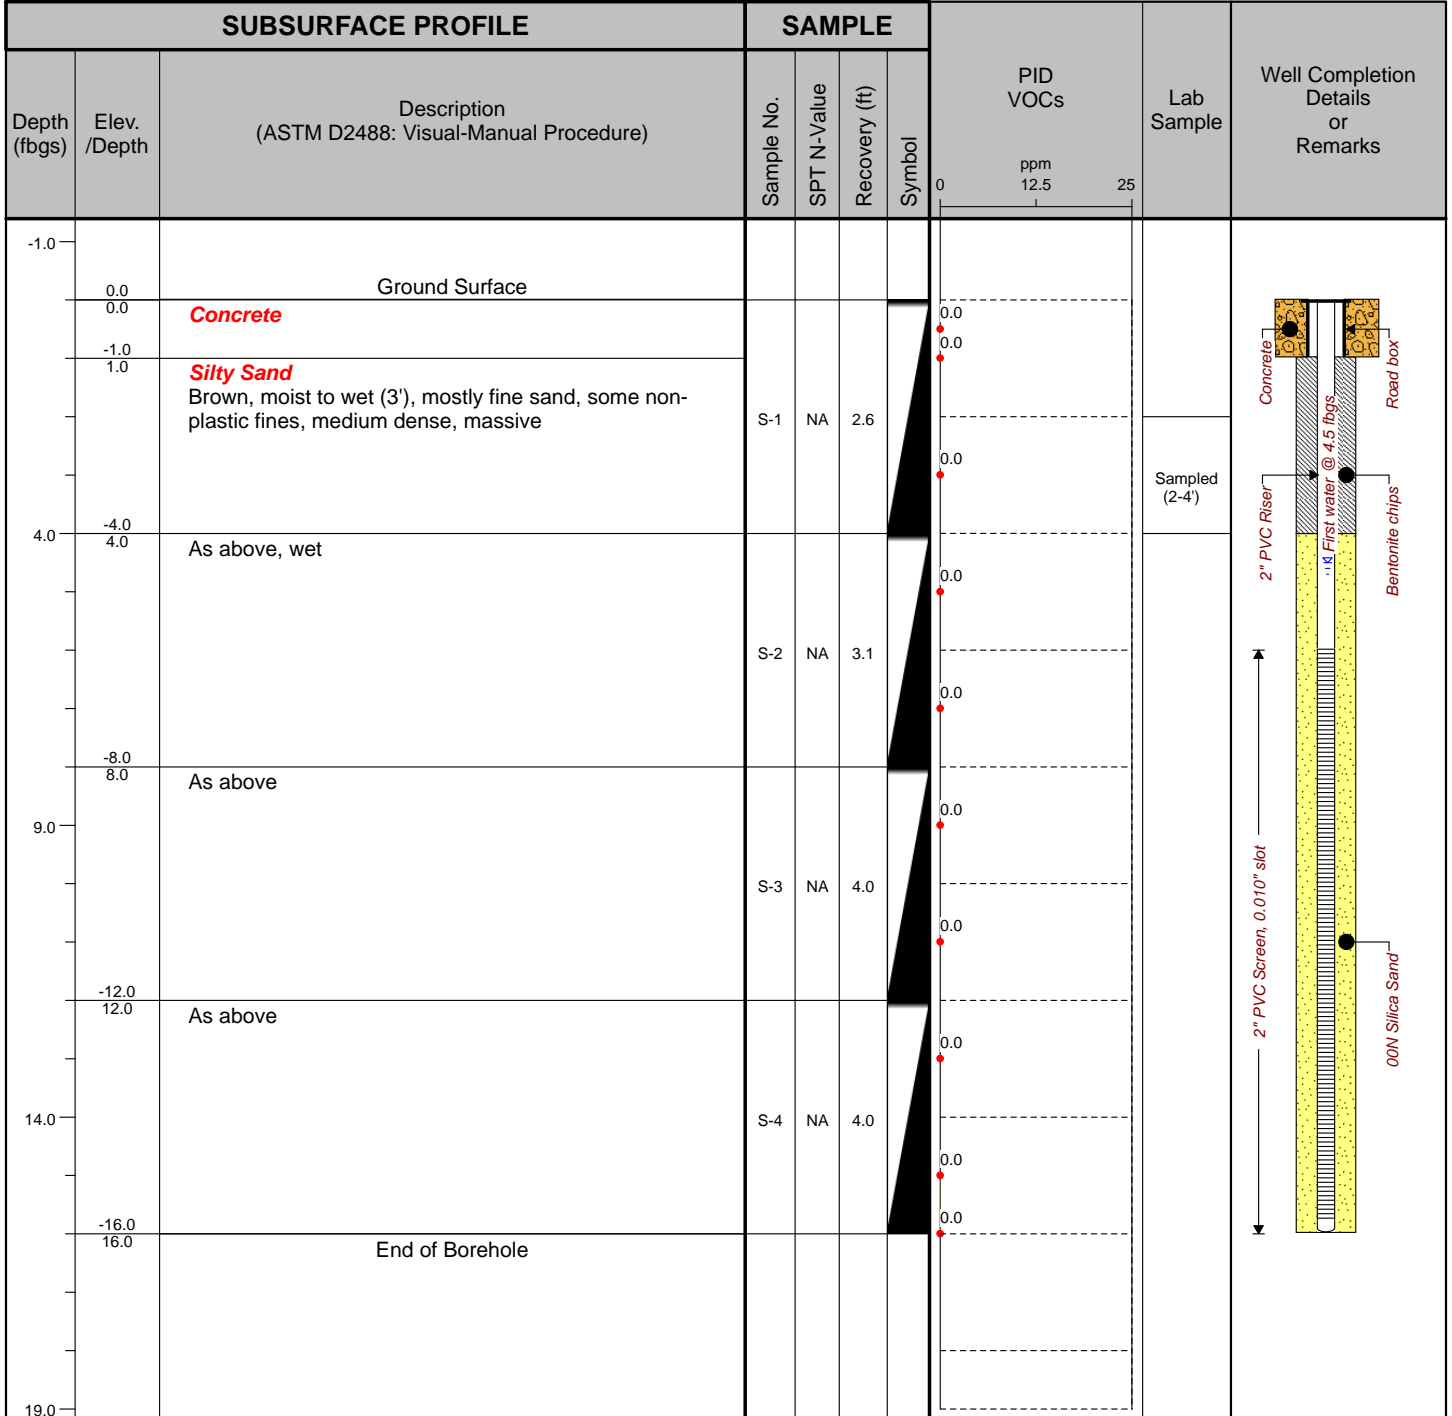 SUBSURFACE PROFILE
SAMPLE
Depth
(fbgs)
Elev.
/Depth
Description
(ASTM D2488: Visual-Manual Procedure)
Sample No.
SPT N-Value
Recovery (ft)
Symbol
PID
VOCs
ppm
0 12.5 25
Lab
Sample
Well Completion
Details
or
Remarks
-1.0
Ground Surface
0.0
0.0
Concrete
0.0
0.0
-1.0
1.0
Silty Sand
Brown, moist to wet (3'), mostly fine sand, some non-
plastic fines, medium dense, massive
S-1 NA 2.6
0.0
Sampled
(2-4')
4.0
-4.0
4.0
As above, wet
0.0
S-2 NA 3.1
0.0
-8.0
8.0
As above
9.0
0.0
S-3 NA 4.0
0.0
-12.0
12.0
As above
0.0
14.0
S-4 NA 4.0
0.0
0.0
-16.0
16.0
End of Borehole
19.0
Concrete
Road box
First water @ 4.5 fbgs
2" PVC Riser
Bentonite chips
2" PVC Screen, 0.010" slot
00N Silica Sand